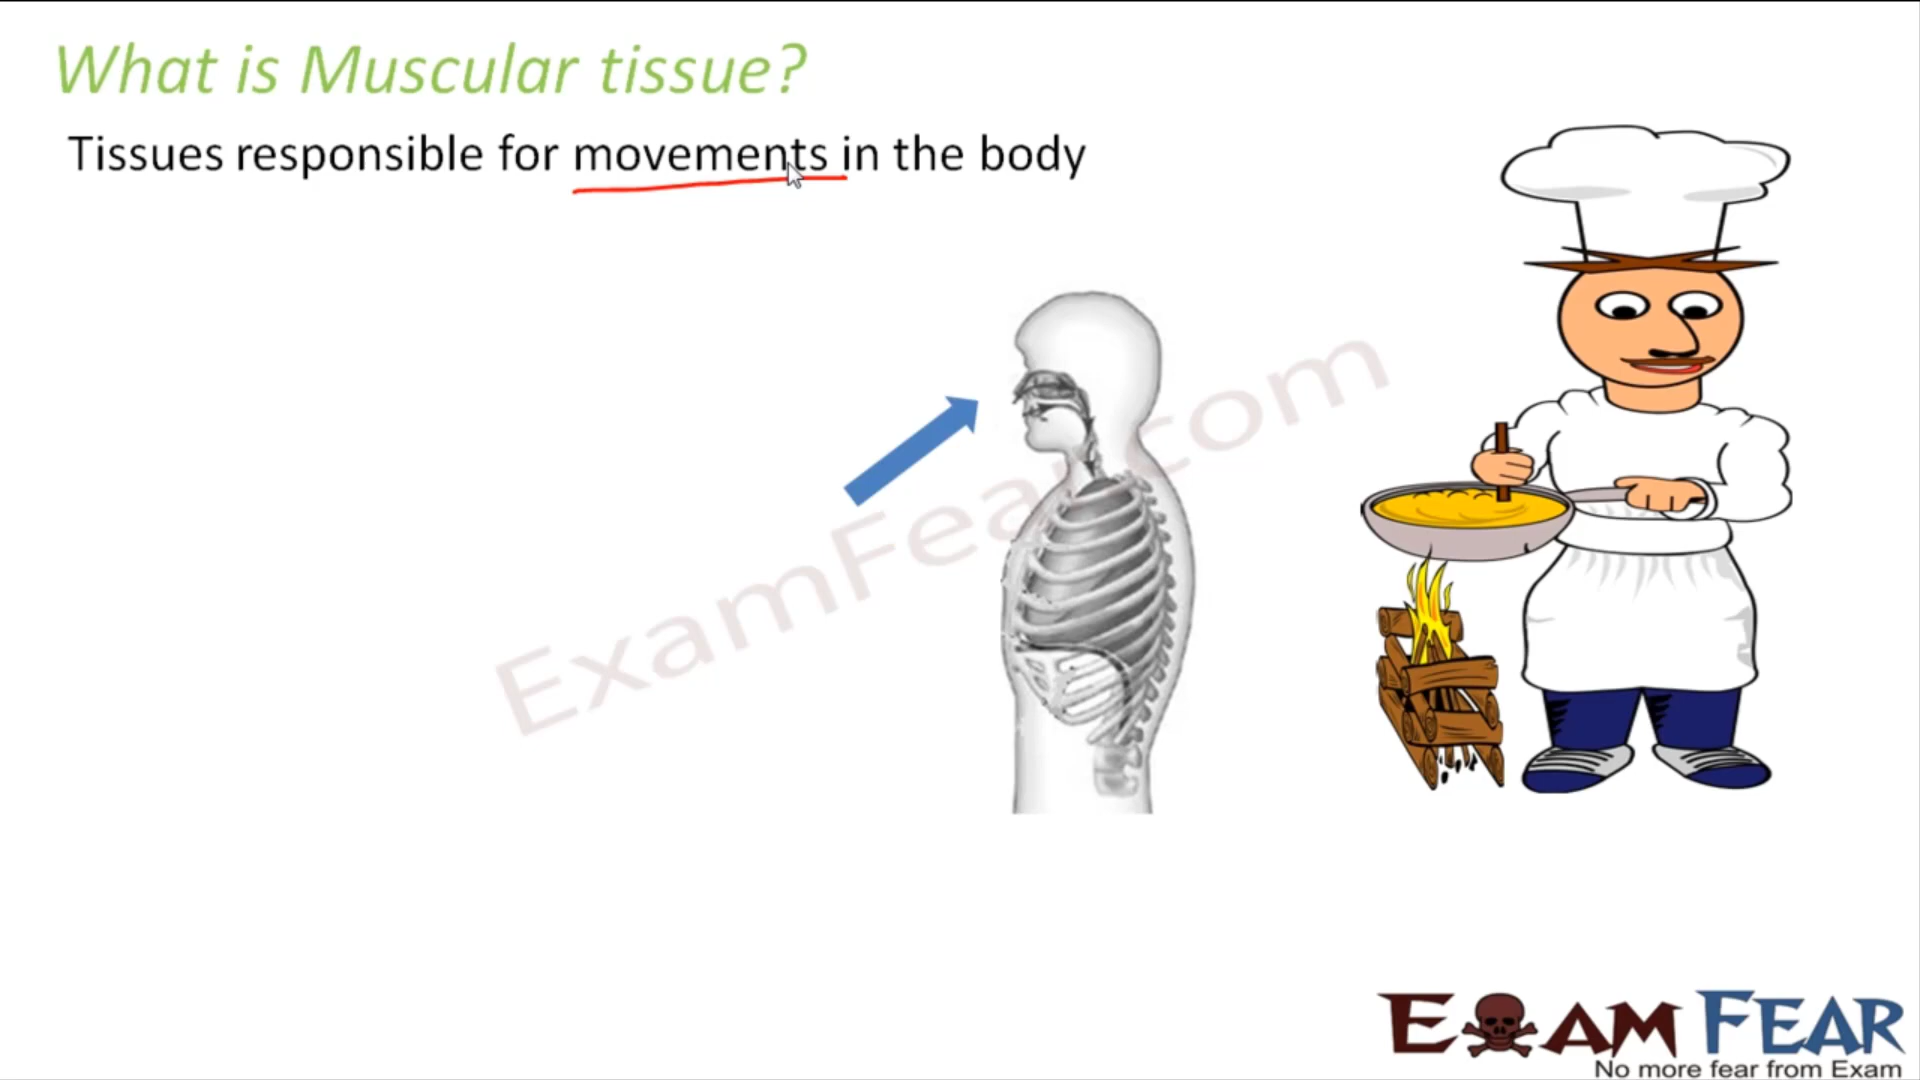 What is Muscular tissue?
Tissues responsible for movements in the body
ExamFear.com
EXAM FEAR
No more fear from Exam